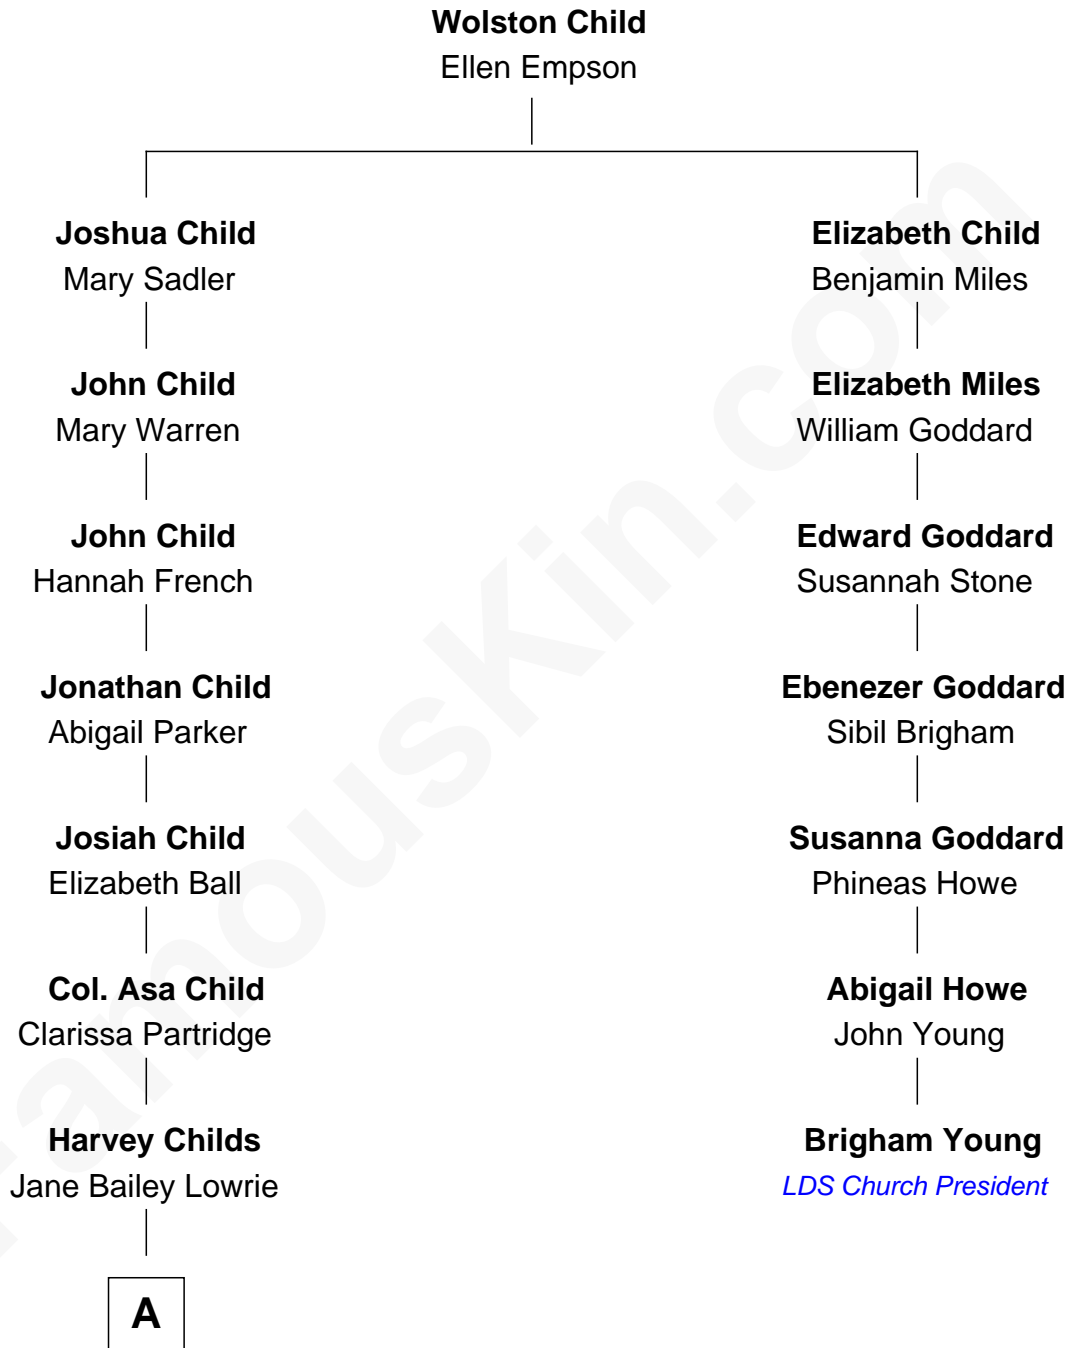 Wolston Child
Ellen Empson
Joshua Child
Mary Sadler
Elizabeth Child
Benjamin Miles
John Child
Mary Warren
Elizabeth Miles
William Goddard
John Child
Hannah French
Edward Goddard
Susannah Stone
Jonathan Child
Abigail Parker
Ebenezer Goddard
Sibil Brigham
Josiah Child
Elizabeth Ball
Susanna Goddard
Phineas Howe
Col. Asa Child
Clarissa Partridge
Abigail Howe
John Young
Harvey Childs
Jane Bailey Lowrie
Brigham Young
LDS Church President
A
FamousKin.com